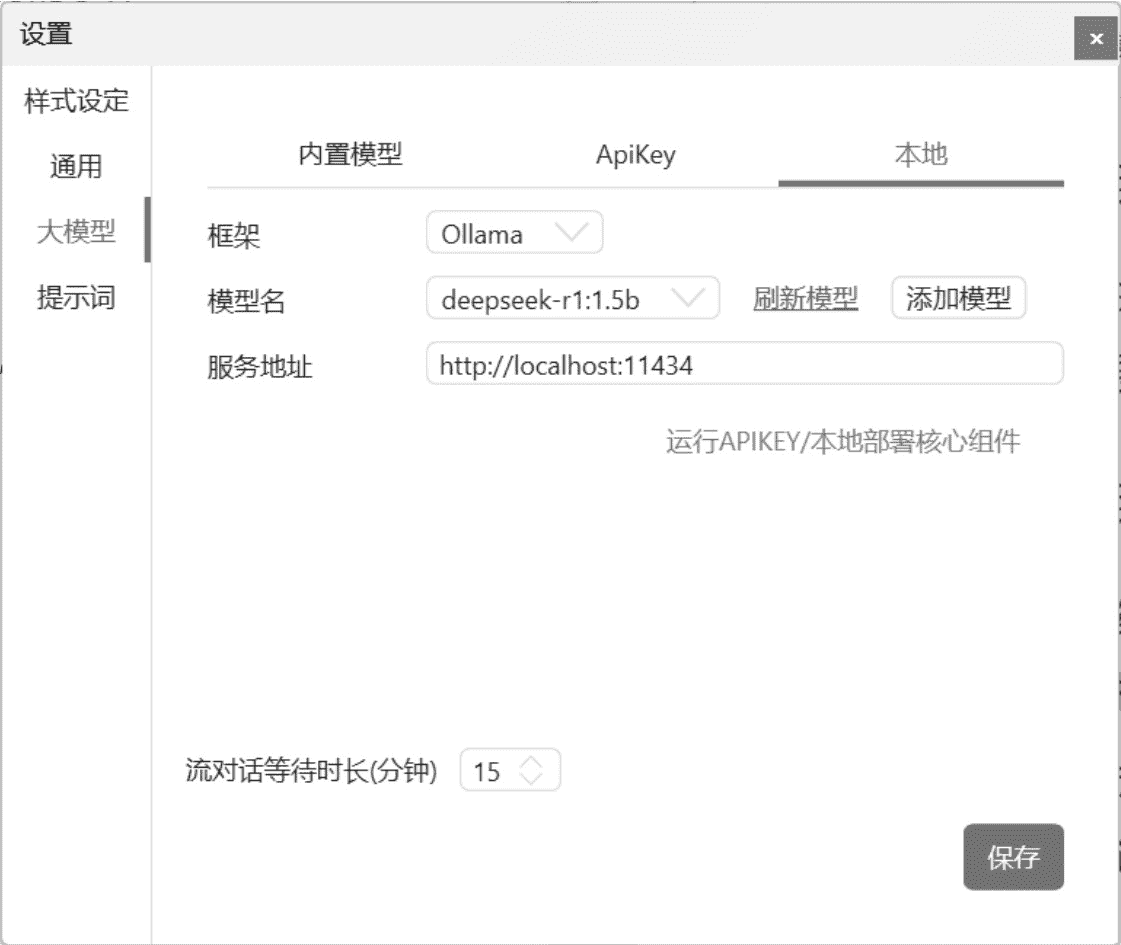 设置
×
样式设定
通用
大模型
提示词
内置模型 ApiKey 本地
框架 Ollama
模型名 deepseek-r1:1.5b 刷新模型 添加模型
服务地址 http://localhost:11434
运行APIKEY/本地部署核心组件
流对话等待时长(分钟) 15
保存